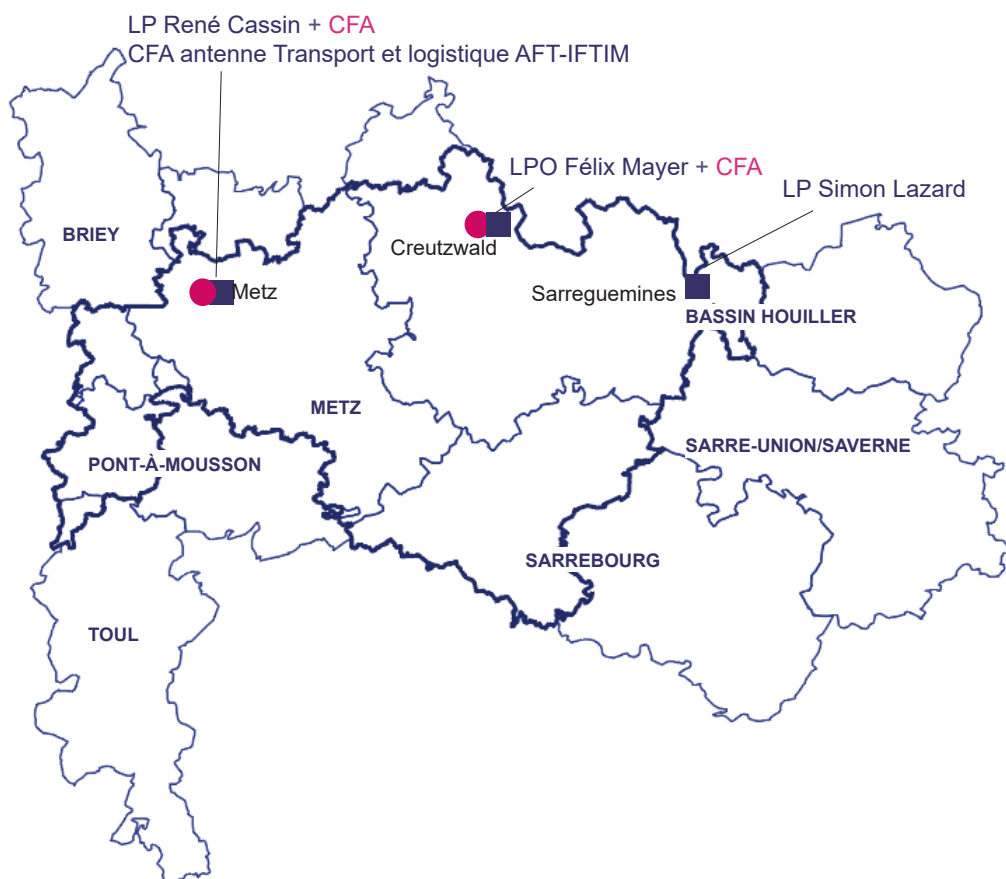 LP René Cassin + CFA
CFA antenne Transport et logistique AFT-IFTIM
LPO Félix Mayer + CFA
LP Simon Lazard
BRIEY
Creutzwald
Metz
Sarreguemines
BASSIN HOUILLER
METZ
SARRE-UNION/SAVERNE
PONT-À-MOUSSON
SARREBOURG
TOUL